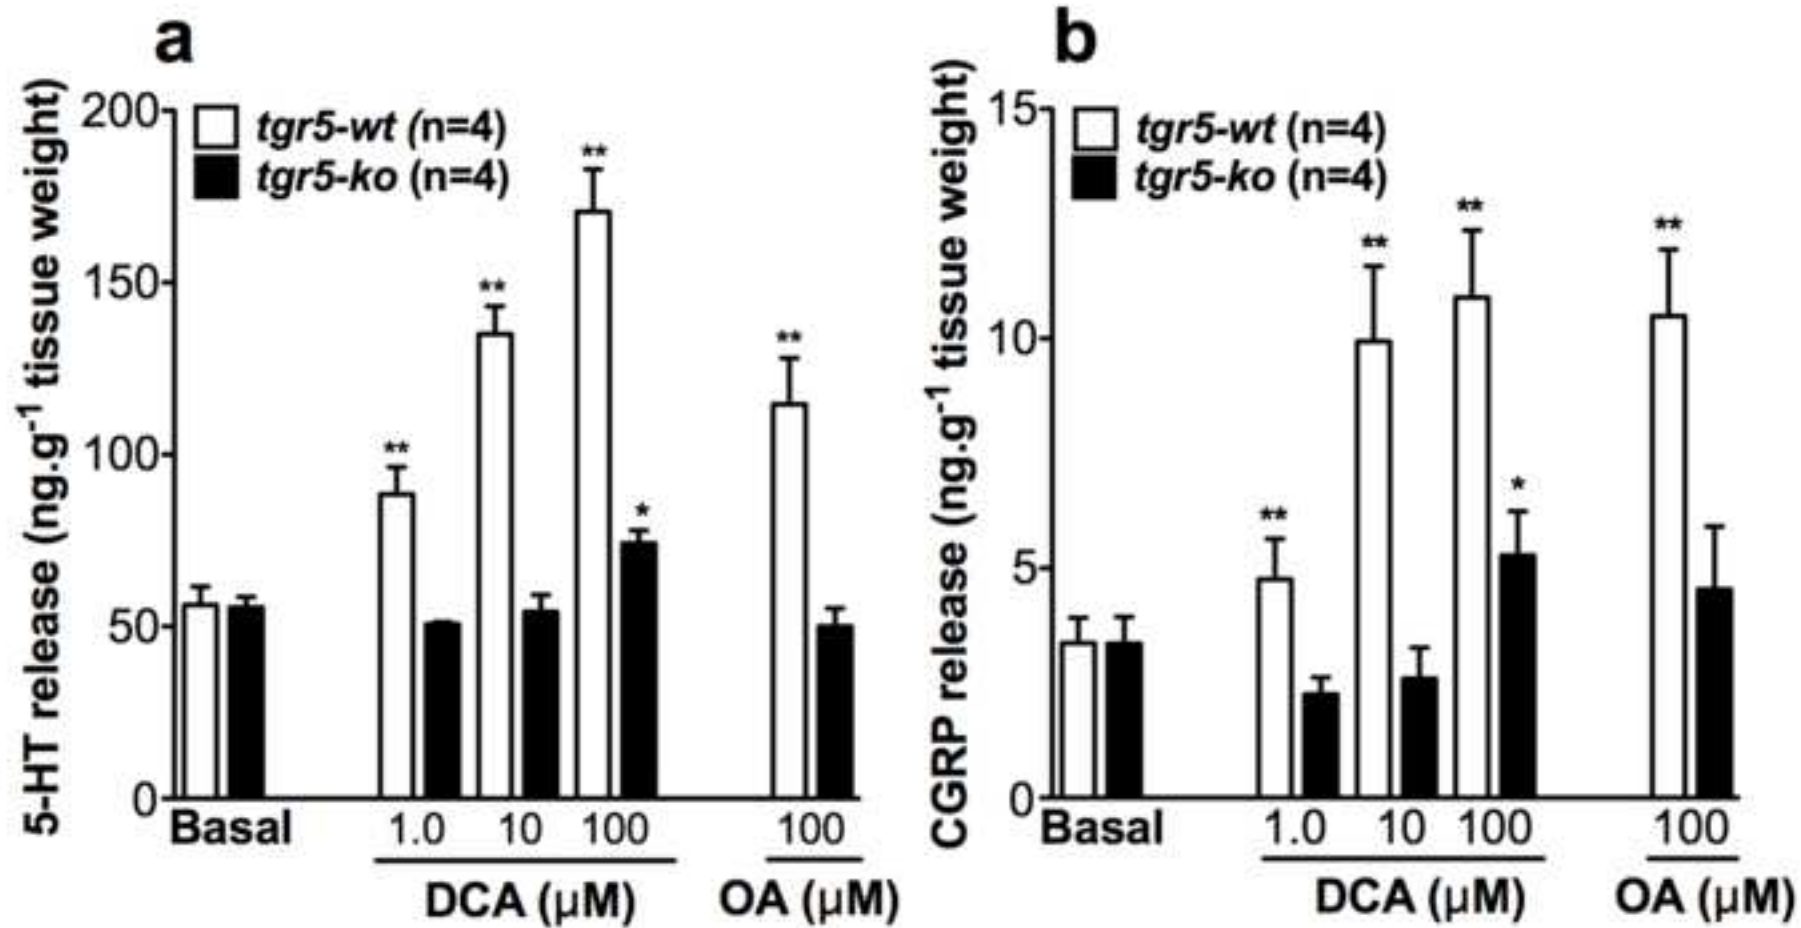 a
5-HT release (ng.g-1 tissue weight)
200
150
100
50
0
tgr5-wt (n=4)
tgr5-ko (n=4)
**
**
**
*
**
Basal
1.0 10 100 100
DCA (µM) OA (µM)
b
CGRP release (ng.g-1 tissue weight)
15
10
5
0
tgr5-wt (n=4)
tgr5-ko (n=4)
**
**
**
*
**
Basal
1.0 10 100 100
DCA (µM) OA (µM)